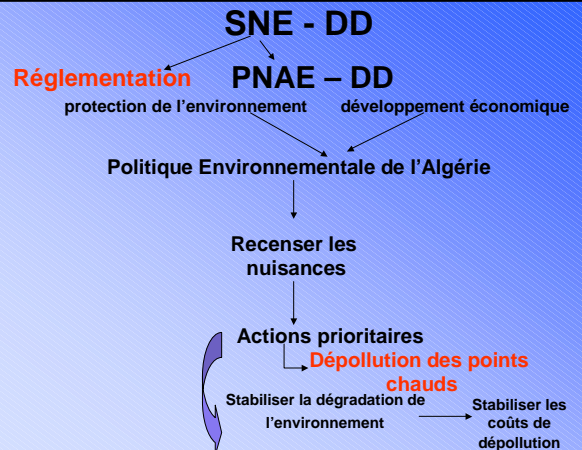 SNE - DD
Réglementation PNAE – DD
protection de l'environnement développement économique
Politique Environnementale de l'Algérie
Recenser les
nuisances
Actions prioritaires
Dépollution des points
chauds
Stabiliser la dégradation de
l'environnement
Stabiliser les
coûts de
dépollution